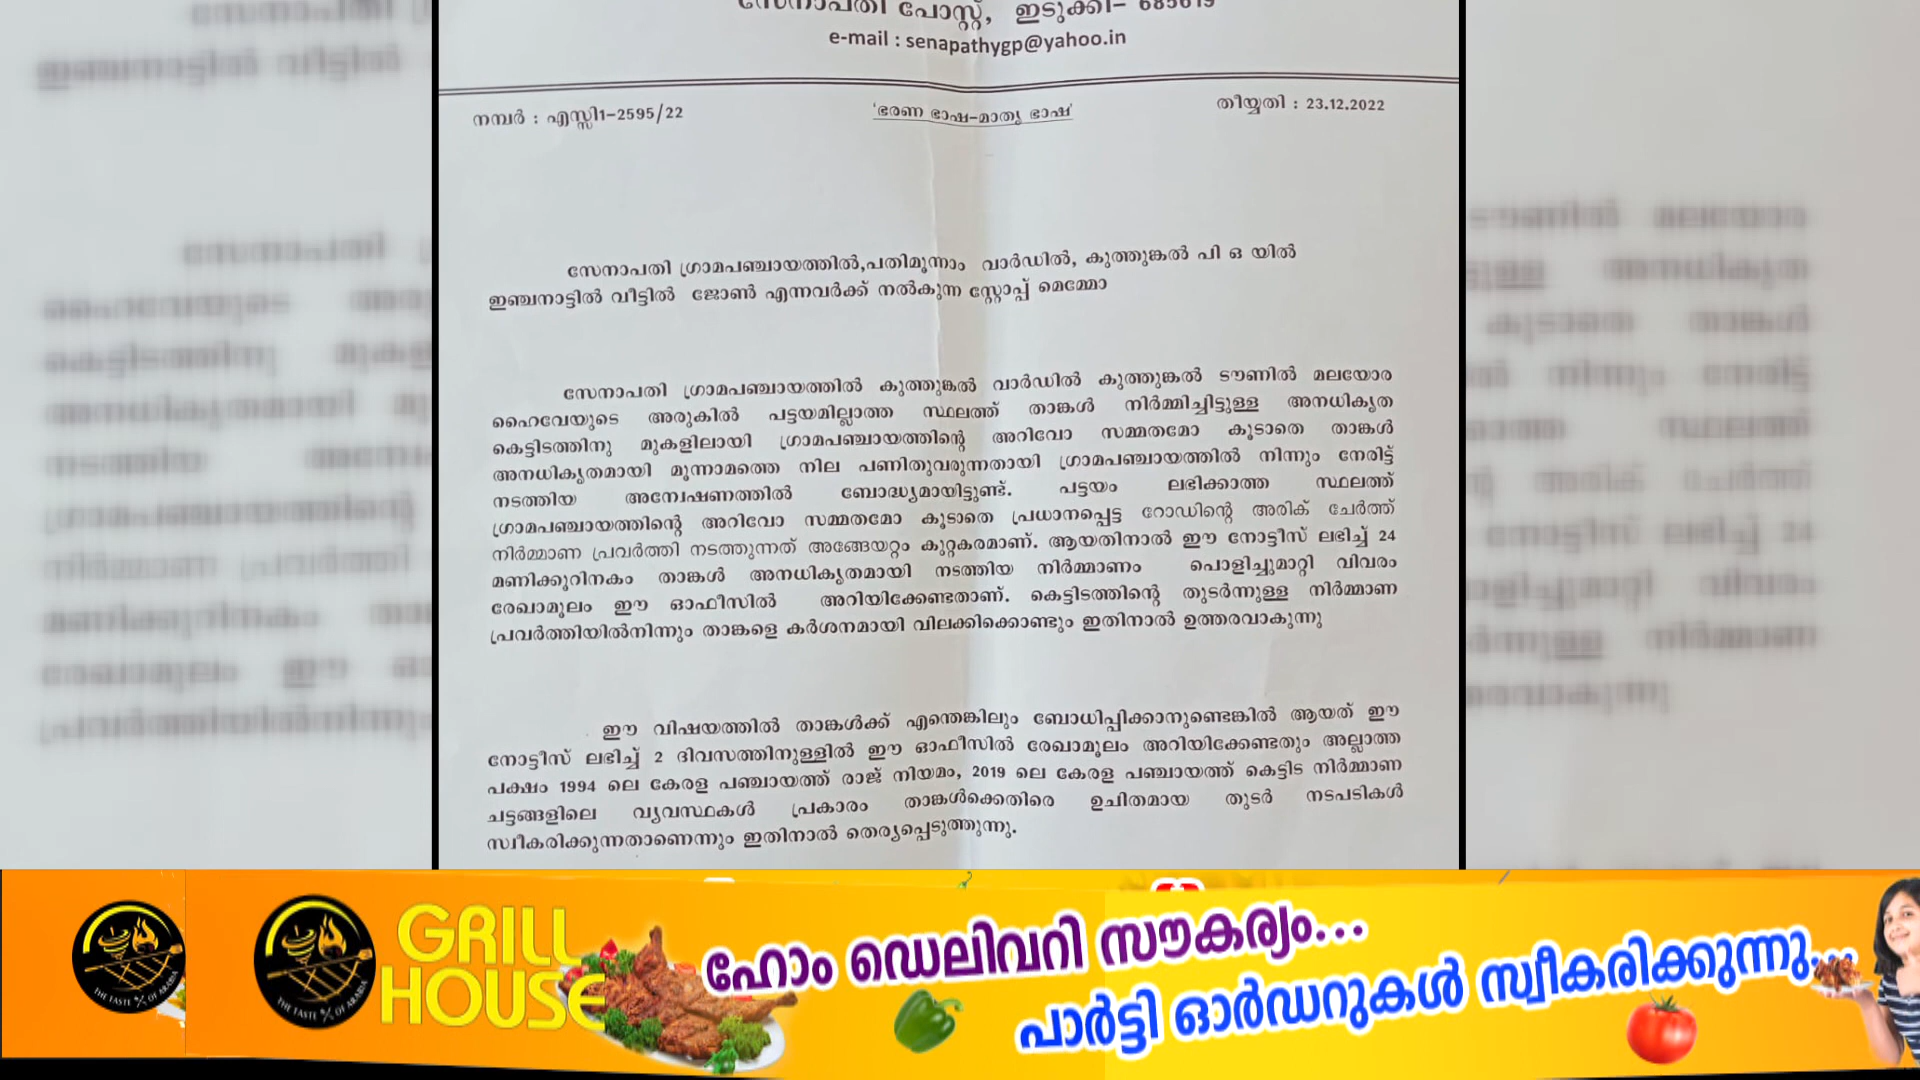 സേനാപതി പോസ്റ്റ്, ഇടുക്കി- 685619
e-mail : senapathygp@yahoo.in
നമ്പർ : എസ്സി1-2595/22
'ഭരണ ഭാഷ-മാതൃ ഭാഷ'
തീയ്യതി : 23.12.2022
സേനാപതി ഗ്രാമപഞ്ചായത്തിൽ,പതിമൂന്നാം വാർഡിൽ, കുത്തുങ്കൽ പി ഒ യിൽ
ഇഞ്ചനാട്ടിൽ വീട്ടിൽ ജോൺ എന്നവർക്ക് നൽകുന്ന സ്റ്റോപ്പ് മെമ്മോ
സേനാപതി ഗ്രാമപഞ്ചായത്തിൽ കുത്തുങ്കൽ വാർഡിൽ കുത്തുങ്കൽ ടൗണിൽ മലയോര
ഹൈവേയുടെ അരുകിൽ പട്ടയമില്ലാത്ത സ്ഥലത്ത് താങ്കൾ നിർമ്മിച്ചിട്ടുള്ള അനധികൃത
കെട്ടിടത്തിനു മുകളിലായി ഗ്രാമപഞ്ചായത്തിന്റെ അറിവോ സമ്മതമോ കൂടാതെ താങ്കൾ
അനധികൃതമായി മൂന്നാമത്തെ നില പണിതുവരുന്നതായി ഗ്രാമപഞ്ചായത്തിൽ നിന്നും നേരിട്ട്
നടത്തിയ അന്വേഷണത്തിൽ ബോദ്ധ്യമായിട്ടുണ്ട്. പട്ടയം ലഭിക്കാത്ത സ്ഥലത്ത്
ഗ്രാമപഞ്ചായത്തിന്റെ അറിവോ സമ്മതമോ കൂടാതെ പ്രധാനപ്പെട്ട റോഡിന്റെ അരിക് ചേർത്ത്
നിർമ്മാണ പ്രവർത്തി നടത്തുന്നത് അങ്ങേയറ്റം കുറ്റകരമാണ്. ആയതിനാൽ ഈ നോട്ടീസ് ലഭിച്ച് 24
മണിക്കൂറിനകം താങ്കൾ അനധികൃതമായി നടത്തിയ നിർമ്മാണം പൊളിച്ചുമാറ്റി വിവരം
രേഖാമൂലം ഈ ഓഫീസിൽ അറിയിക്കേണ്ടതാണ്. കെട്ടിടത്തിന്റെ തുടർന്നുള്ള നിർമ്മാണ
പ്രവർത്തിയിൽനിന്നും താങ്കളെ കർശനമായി വിലക്കിക്കൊണ്ടും ഇതിനാൽ ഉത്തരവാകുന്നു
ഈ വിഷയത്തിൽ താങ്കൾക്ക് എന്തെങ്കിലും ബോധിപ്പിക്കാനുണ്ടെങ്കിൽ ആയത് ഈ
നോട്ടീസ് ലഭിച്ച് 2 ദിവസത്തിനുള്ളിൽ ഈ ഓഫീസിൽ രേഖാമൂലം അറിയിക്കേണ്ടതും അല്ലാത്ത
പക്ഷം 1994 ലെ കേരള പഞ്ചായത്ത് രാജ് നിയമം, 2019 ലെ കേരള പഞ്ചായത്ത് കെട്ടിട നിർമ്മാണ
ചട്ടങ്ങളിലെ വ്യവസ്ഥകൾ പ്രകാരം താങ്കൾക്കെതിരെ ഉചിതമായ തുടർ നടപടികൾ
സ്വീകരിക്കുന്നതാണെന്നും ഇതിനാൽ തെര്യപ്പെടുത്തുന്നു.
THE TASTE OF ARABIA
THE TASTE OF ARABIA
GRILL
HOUSE
ഹോം ഡെലിവറി സൗകര്യം...
പാർട്ടി ഓർഡറുകൾ സ്വീകരിക്കുന്നു...